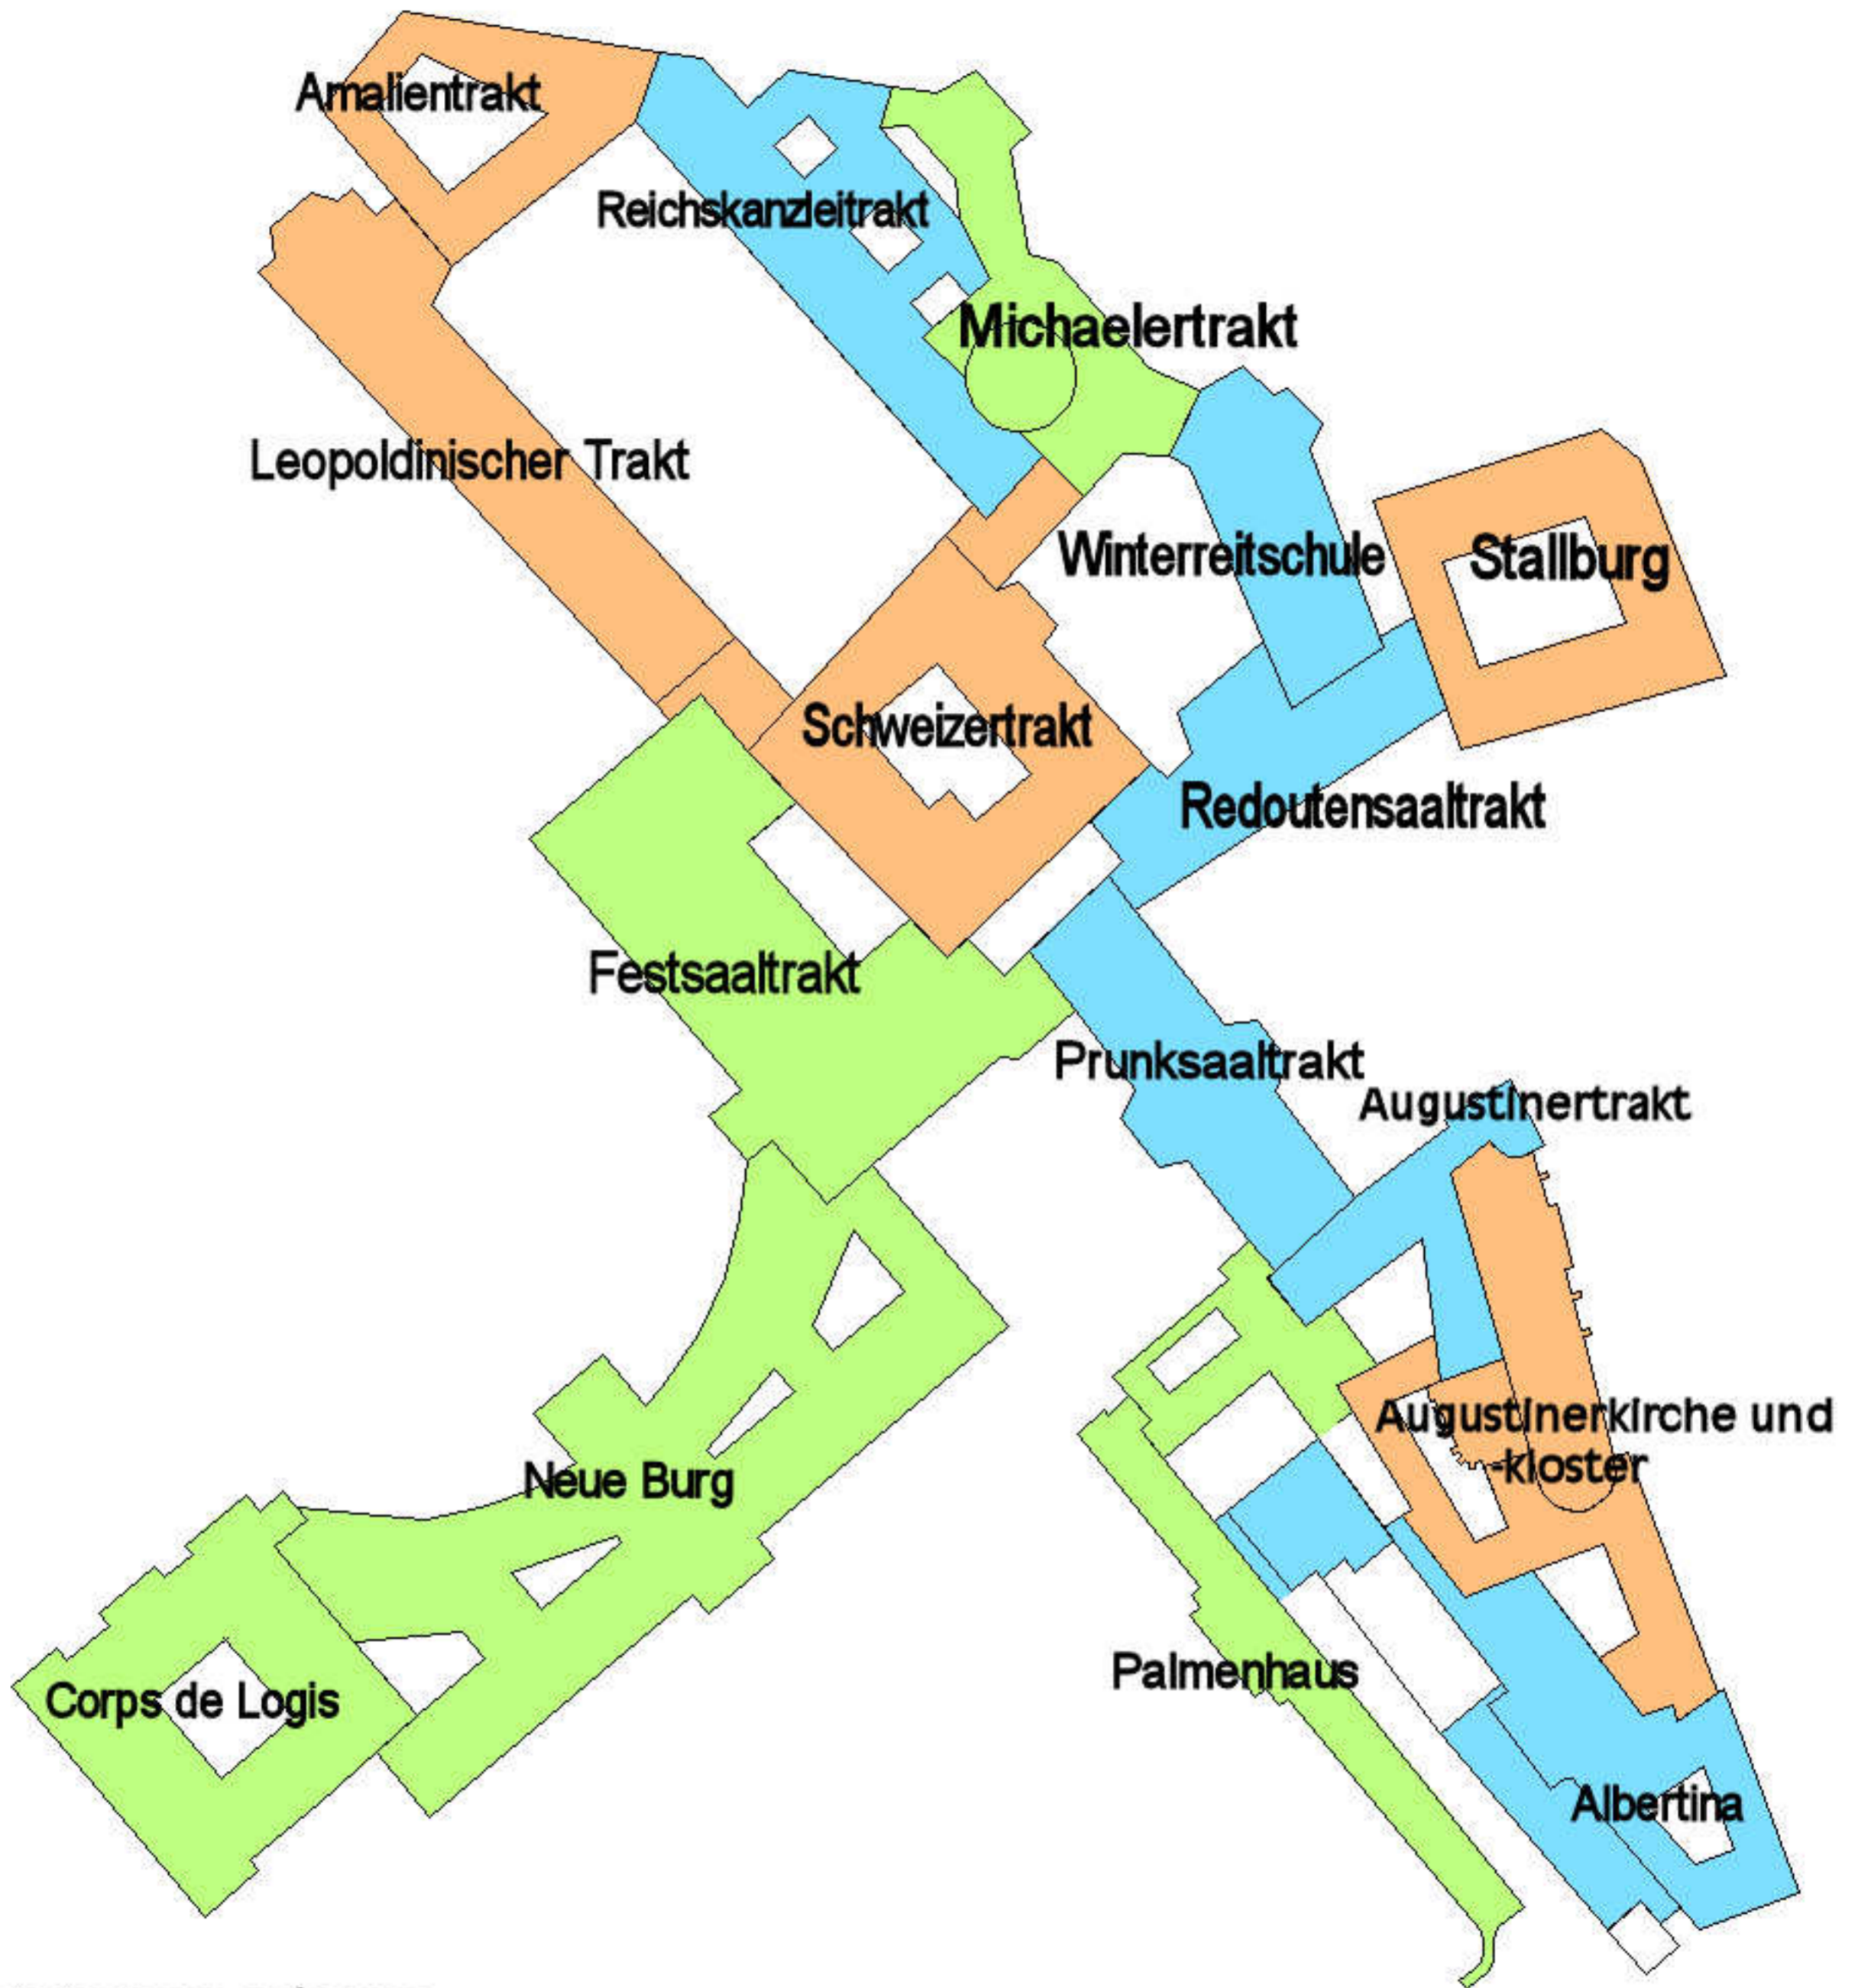 Amalientrakt
Reichskanzleitrakt
Michaelertrakt
Leopoldinischer Trakt
Winterreitschule
Stallburg
Schweizertrakt
Redoutensaaltrakt
Festsaaltrakt
Prunksaaltrakt
Augustinertrakt
Augustinerkirche und
-kloster
Neue Burg
Palmenhaus
Corps de Logis
Albertina